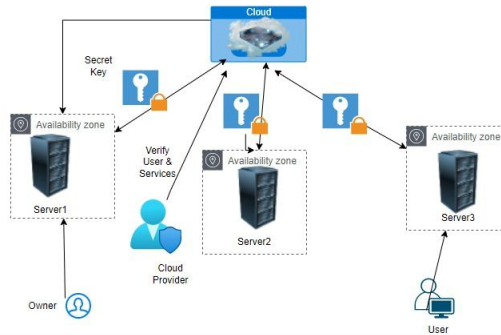 Cloud
Secret
Key
Availability zone
Server1
Verify
User &
Services
Availability zone
Server2
Availability zone
Server3
Cloud
Provider
Owner
User